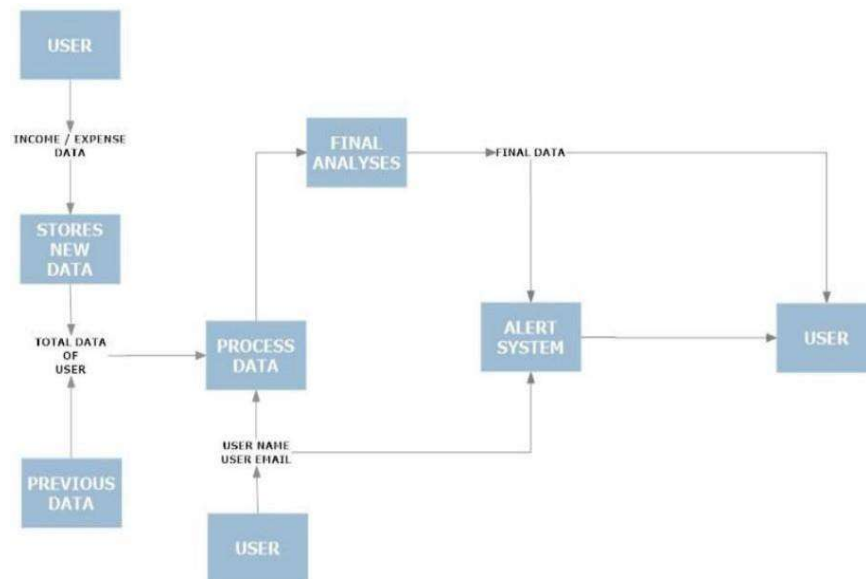 USER
INCOME / EXPENSE
DATA
STORES
NEW
DATA
TOTAL DATA
OF
USER
PREVIOUS
DATA
PROCESS
DATA
USER NAME
USER EMAIL
USER
FINAL
ANALYSES
FINAL DATA
ALERT
SYSTEM
USER